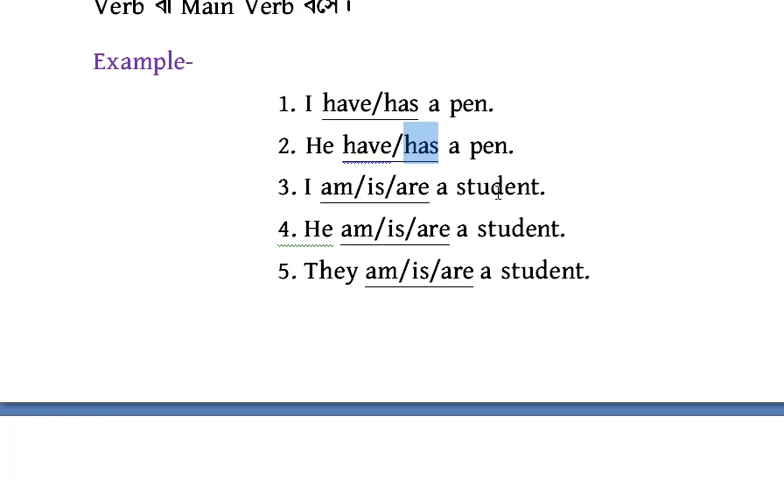 Verb বা Main Verb বসে।
Example-
1. I have/has a pen.
2. He have/has a pen.
3. I am/is/are a student.
4. He am/is/are a student.
5. They am/is/are a student.